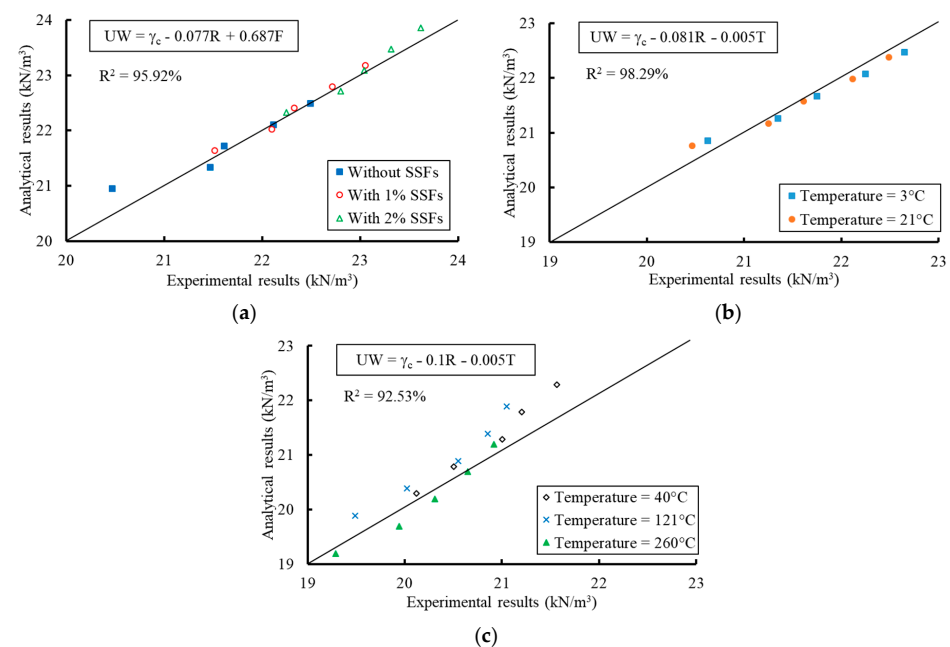 24
23
22
21
20
Analytical results (kN/m³)
UW = γc - 0.077R + 0.687F
R² = 95.92%
Without SSFs
With 1% SSFs
With 2% SSFs
20 21 22 23 24
Experimental results (kN/m³)
(a)
23
22
21
20
19
Analytical results (kN/m³)
UW = γc - 0.081R - 0.005T
R² = 98.29%
Temperature = 3°C
Temperature = 21°C
19 20 21 22 23
Experimental results (kN/m³)
(b)
23
22
21
20
19
Analytical results (kN/m³)
UW = γc - 0.1R - 0.005T
R² = 92.53%
Temperature = 40°C
Temperature = 121°C
Temperature = 260°C
19 20 21 22 23
Experimental results (kN/m³)
(c)